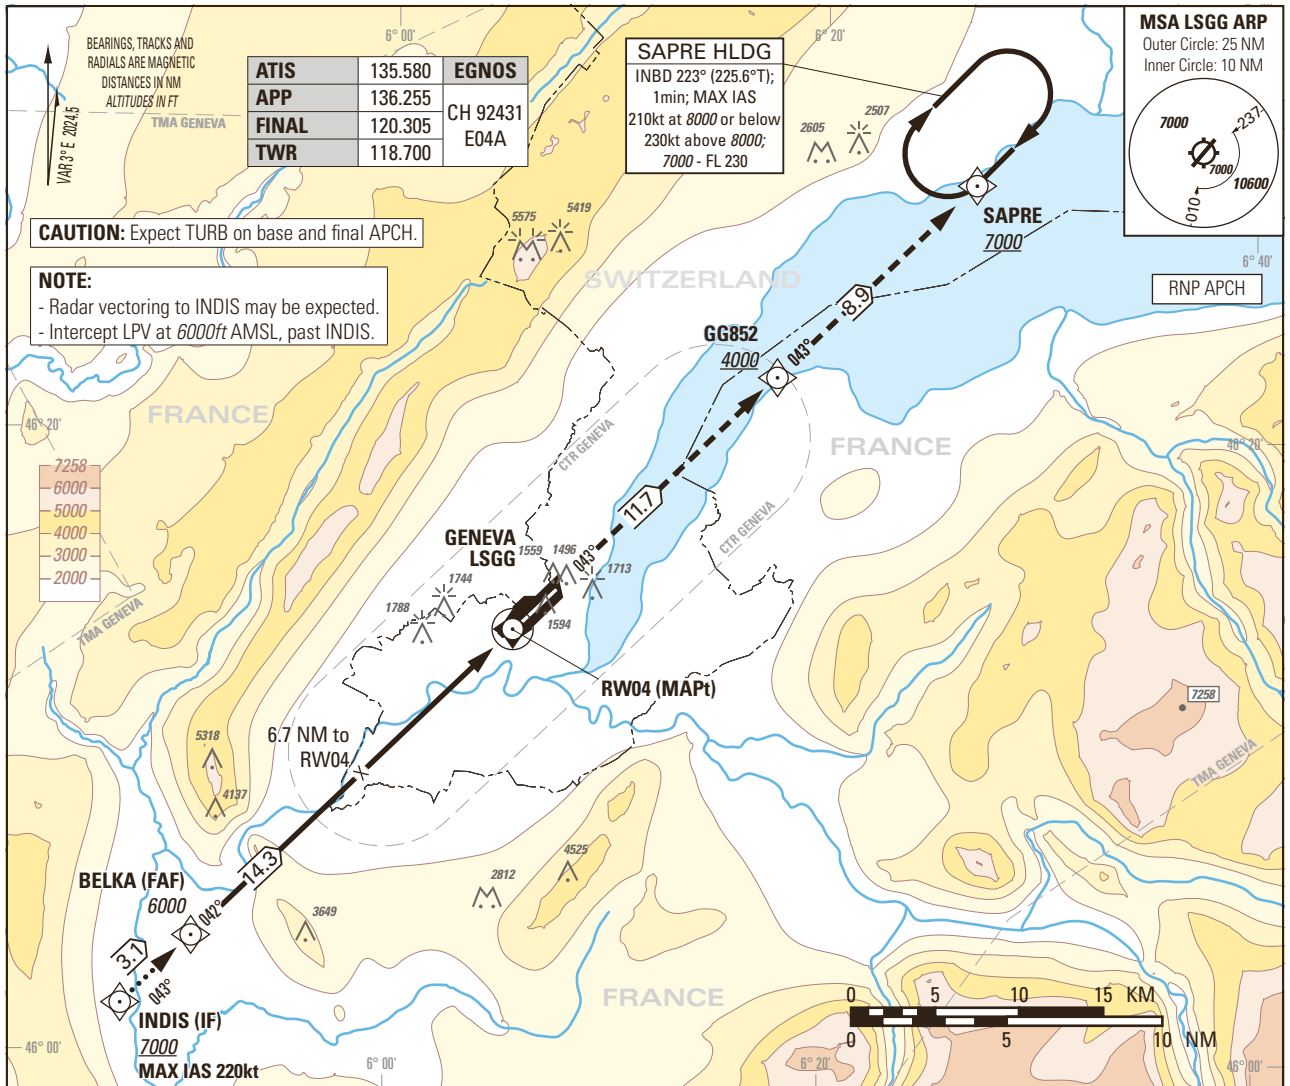 BEARINGS, TRACKS AND
RADIALS ARE MAGNETIC
DISTANCES IN NM
ALTITUDES IN FT
VAR 3° E 2024.5
TMA GENEVA
6° 00'
6° 20'
ATIS 135.580 EGNOS
APP 136.255
FINAL 120.305
TWR 118.700
CH 92431
E04A
SAPRE HLDG
INBD 223° (225.6°T);
1min; MAX IAS
210kt at 8000 or below
230kt above 8000;
7000 - FL 230
MSA LSGG ARP
Outer Circle: 25 NM
Inner Circle: 10 NM
7000
237
7000
10600
010
2605
2507
CAUTION: Expect TURB on base and final APCH.
5575
5419
SAPRE
7000
NOTE:
- Radar vectoring to INDIS may be expected.
- Intercept LPV at 6000ft AMSL, past INDIS.
SWITZERLAND
6° 40'
RNP APCH
8.9
GG852
4000
043°
FRANCE
46° 20'
CTR GENEVA
FRANCE
46° 20'
7258
6000
5000
4000
3000
2000
11.7
CTR GENEVA
GENEVA
LSGG
1559
1496
043°
1713
1744
1788
1594
TMA GENEVA
RW04 (MAPt)
7258
6.7 NM to
RW04
5318
4137
TMA GENEVA
14.3
4525
2812
BELKA (FAF)
6000
042°
3649
3.1
043°
INDIS (IF)
7000
MAX IAS 220kt
FRANCE
0 5 10 15 KM
0 5 10 NM
46° 00'
6° 00'
6° 20'
46° 00'